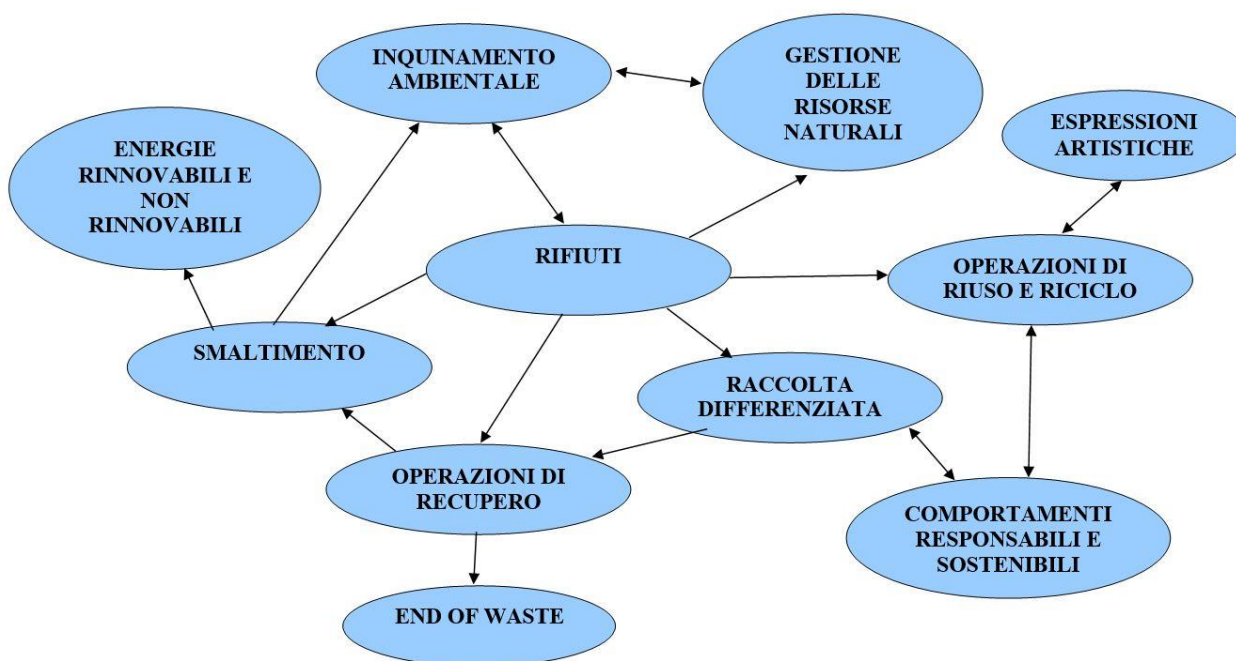 INQUINAMENTO
AMBIENTALE
GESTIONE
DELLE
RISORSE
NATURALI
ESPRESSIONI
ARTISTICHE
ENERGIE
RINNOVABILI E
NON
RINNOVABILI
RIFIUTI
OPERAZIONI DI
RIUSO E RICICLO
SMALTIMENTO
RACCOLTA
DIFFERENZIATA
OPERAZIONI DI
RECUPERO
COMPORTAMENTI
RESPONSABILI E
SOSTENIBILI
END OF WASTE